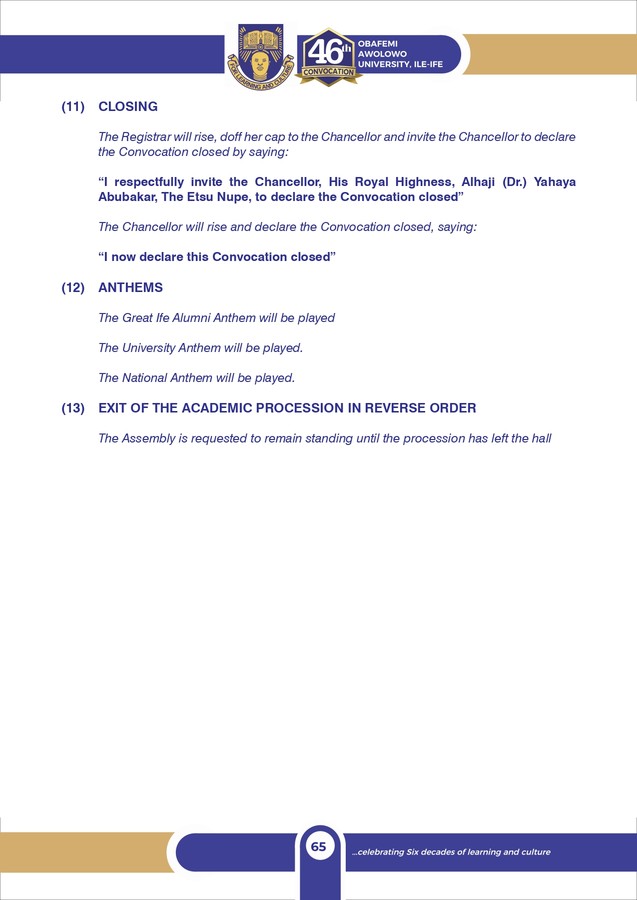 FOR LEARNING AND CULTURE
46th
CONVOCATION
OBAFEMI
AWOLOWO
UNIVERSITY, ILE-IFE
(11) CLOSING
The Registrar will rise, doff her cap to the Chancellor and invite the Chancellor to declare
the Convocation closed by saying:
“I respectfully invite the Chancellor, His Royal Highness, Alhaji (Dr.) Yahaya
Abubakar, The Etsu Nupe, to declare the Convocation closed”
The Chancellor will rise and declare the Convocation closed, saying:
“I now declare this Convocation closed”
(12) ANTHEMS
The Great Ife Alumni Anthem will be played
The University Anthem will be played.
The National Anthem will be played.
(13) EXIT OF THE ACADEMIC PROCESSION IN REVERSE ORDER
The Assembly is requested to remain standing until the procession has left the hall
65
...celebrating Six decades of learning and culture